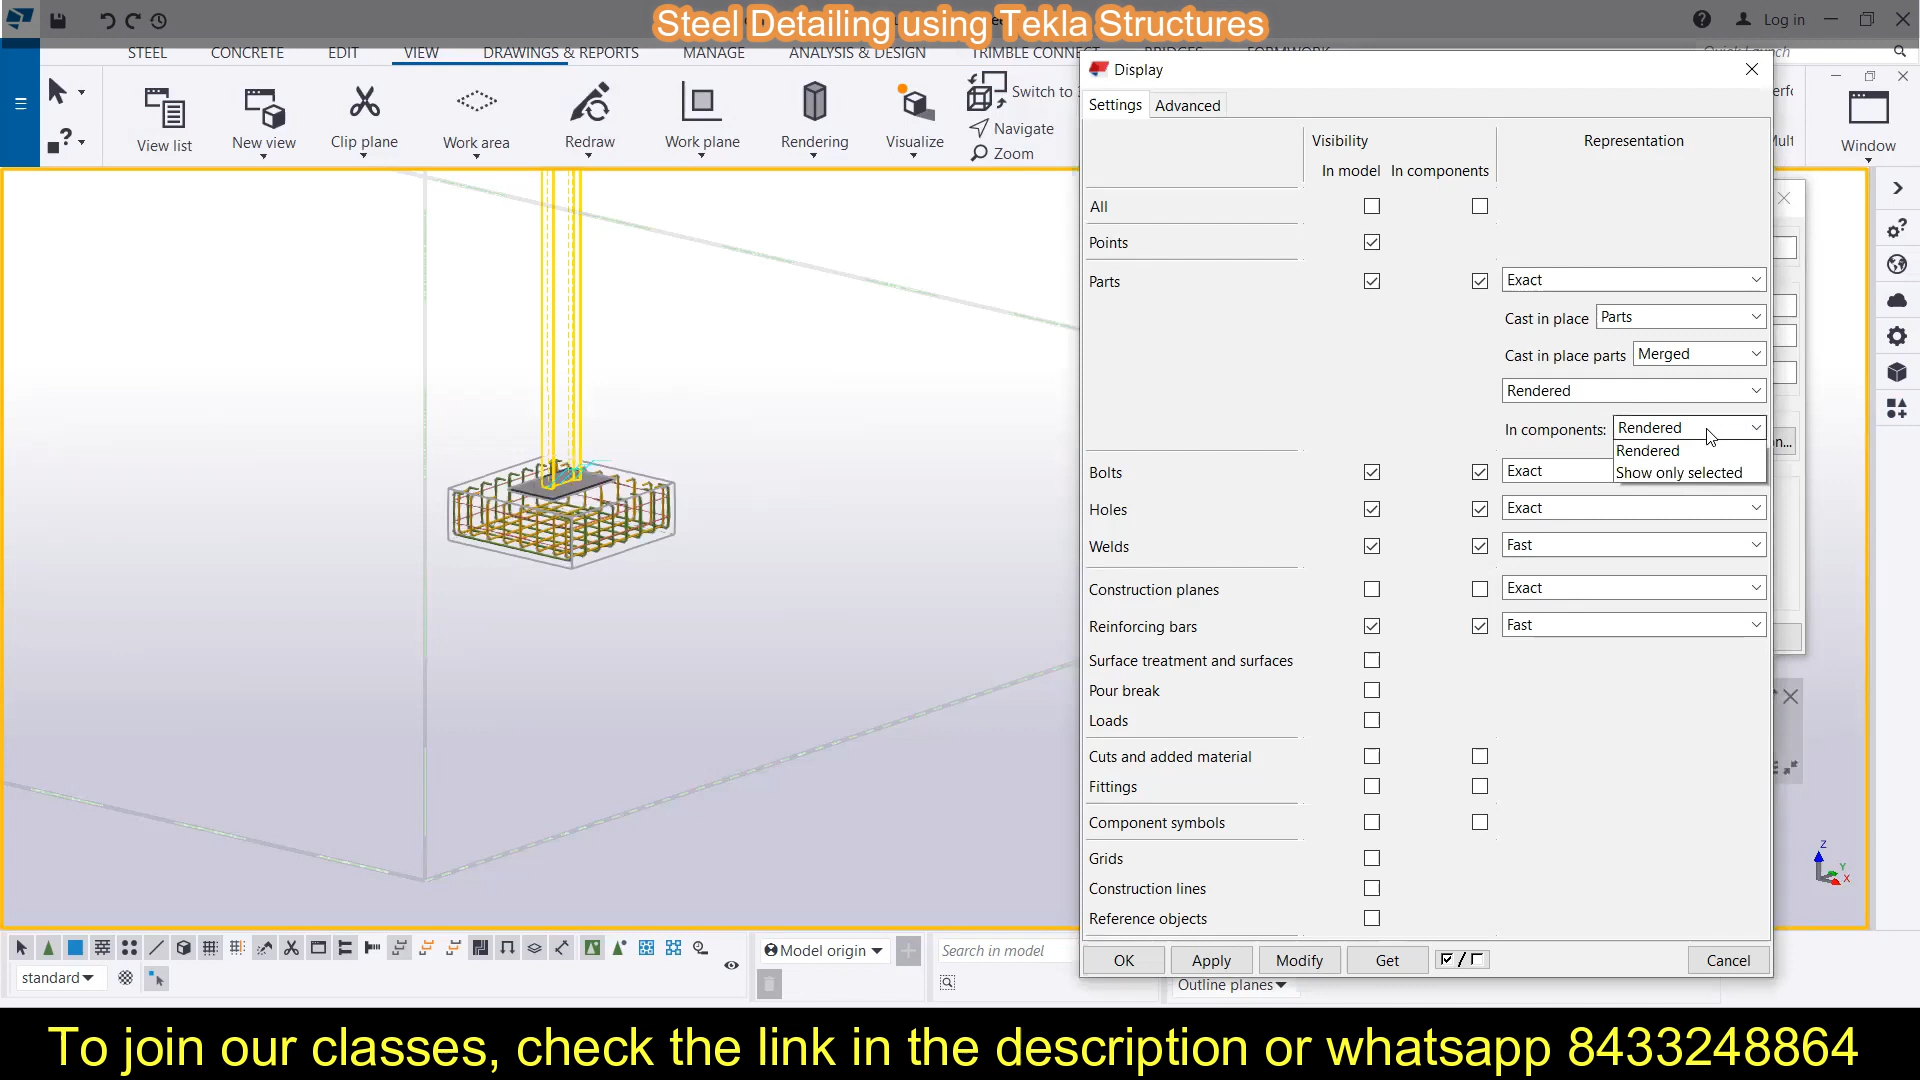 Steel Detailing using Tekla Structures
Log in
STEEL CONCRETE EDIT VIEW DRAWINGS & REPORTS MANAGE ANALYSIS & DESIGN TRIMBLE CONNECT BRIDGES FORMWORK
Quick Launch
View list
New view
Clip plane
Work area
Redraw
Work plane
Rendering
Visualize
Switch to
Navigate
Zoom
Window
Display
Settings Advanced
Visibility Representation
In model In components
All
Points
Parts Exact
Cast in place Parts
Cast in place parts Merged
Rendered
In components: Rendered
Rendered
Show only selected
Bolts Exact
Holes Exact
Welds Fast
Construction planes Exact
Reinforcing bars Fast
Surface treatment and surfaces
Pour break
Loads
Cuts and added material
Fittings
Component symbols
Grids
Construction lines
Reference objects
OK Apply Modify Get Cancel
Z
Y
X
Model origin
Search in model
standard
Outline planes
To join our classes, check the link in the description or whatsapp 8433248864